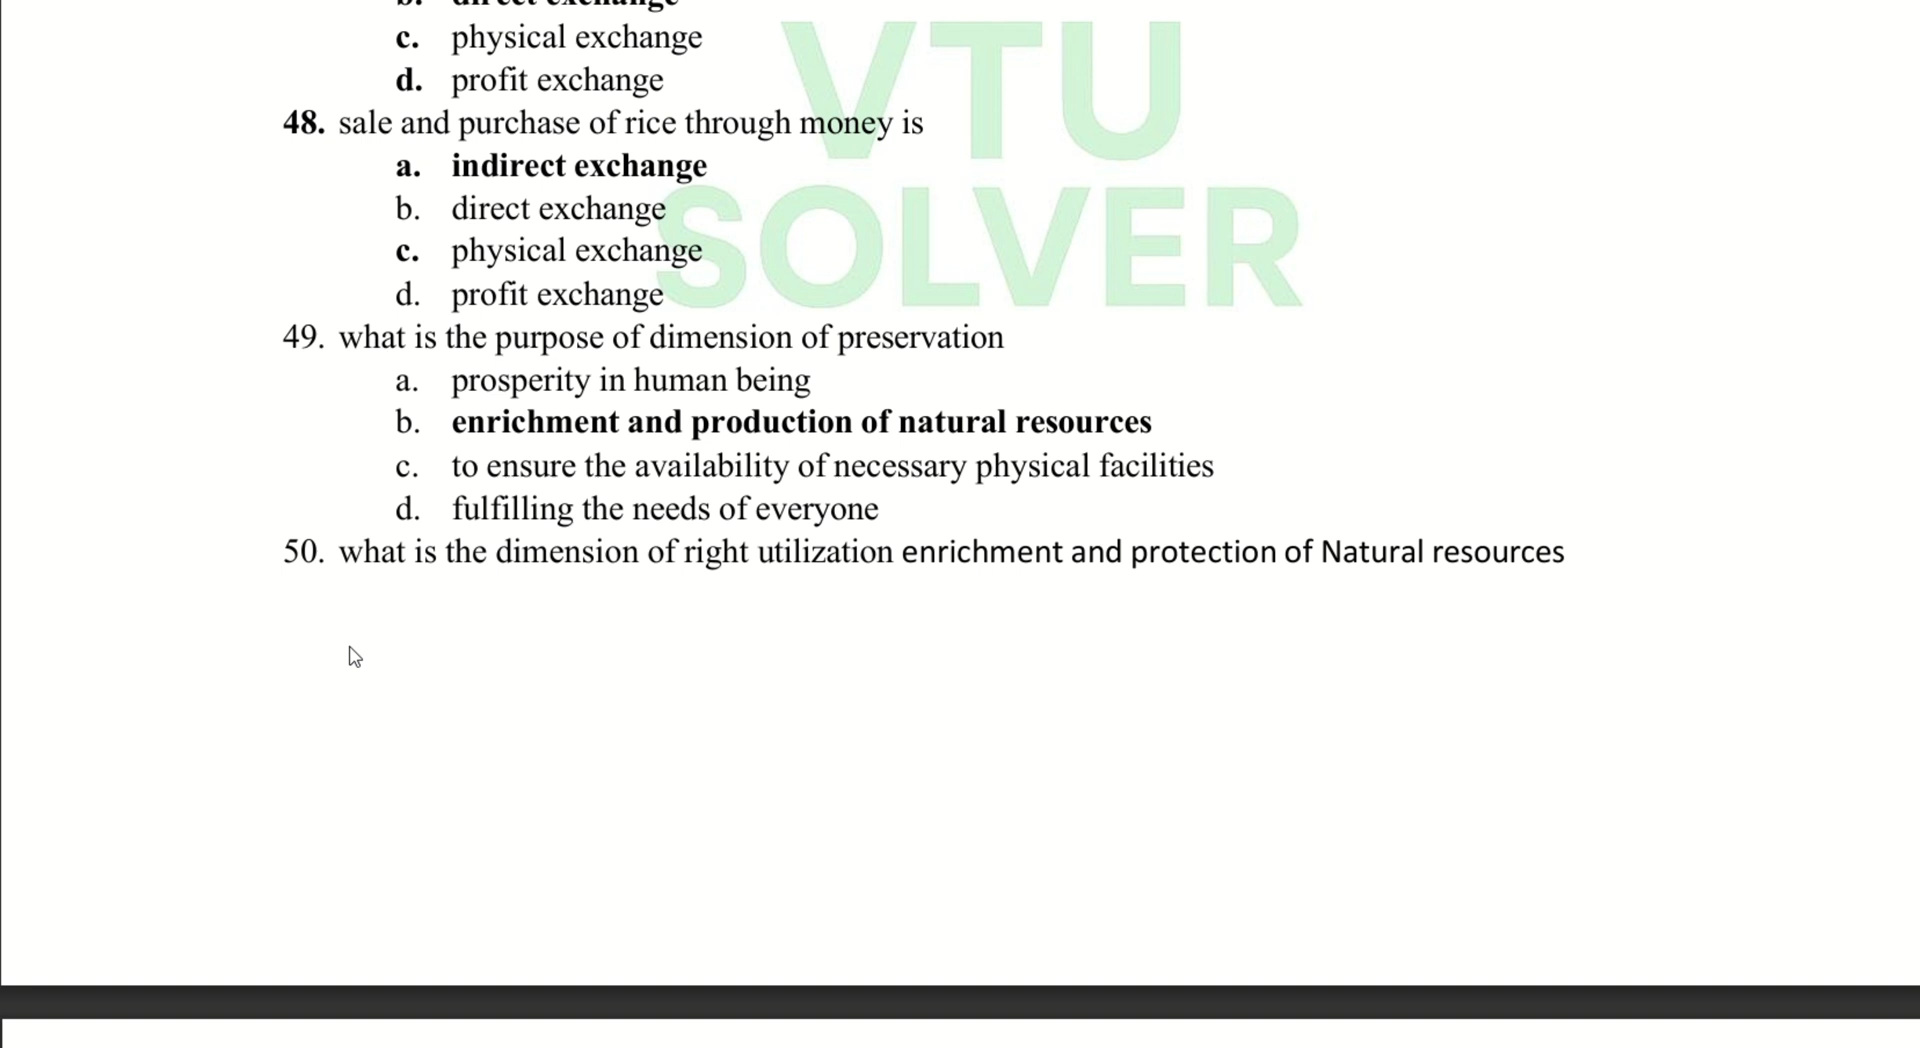 b. direct exchange
c. physical exchange
d. profit exchange
48. sale and purchase of rice through money is
a. indirect exchange
b. direct exchange
c. physical exchange
d. profit exchange
49. what is the purpose of dimension of preservation
a. prosperity in human being
b. enrichment and production of natural resources
c. to ensure the availability of necessary physical facilities
d. fulfilling the needs of everyone
50. what is the dimension of right utilization enrichment and protection of Natural resources
VTU
SOLVER